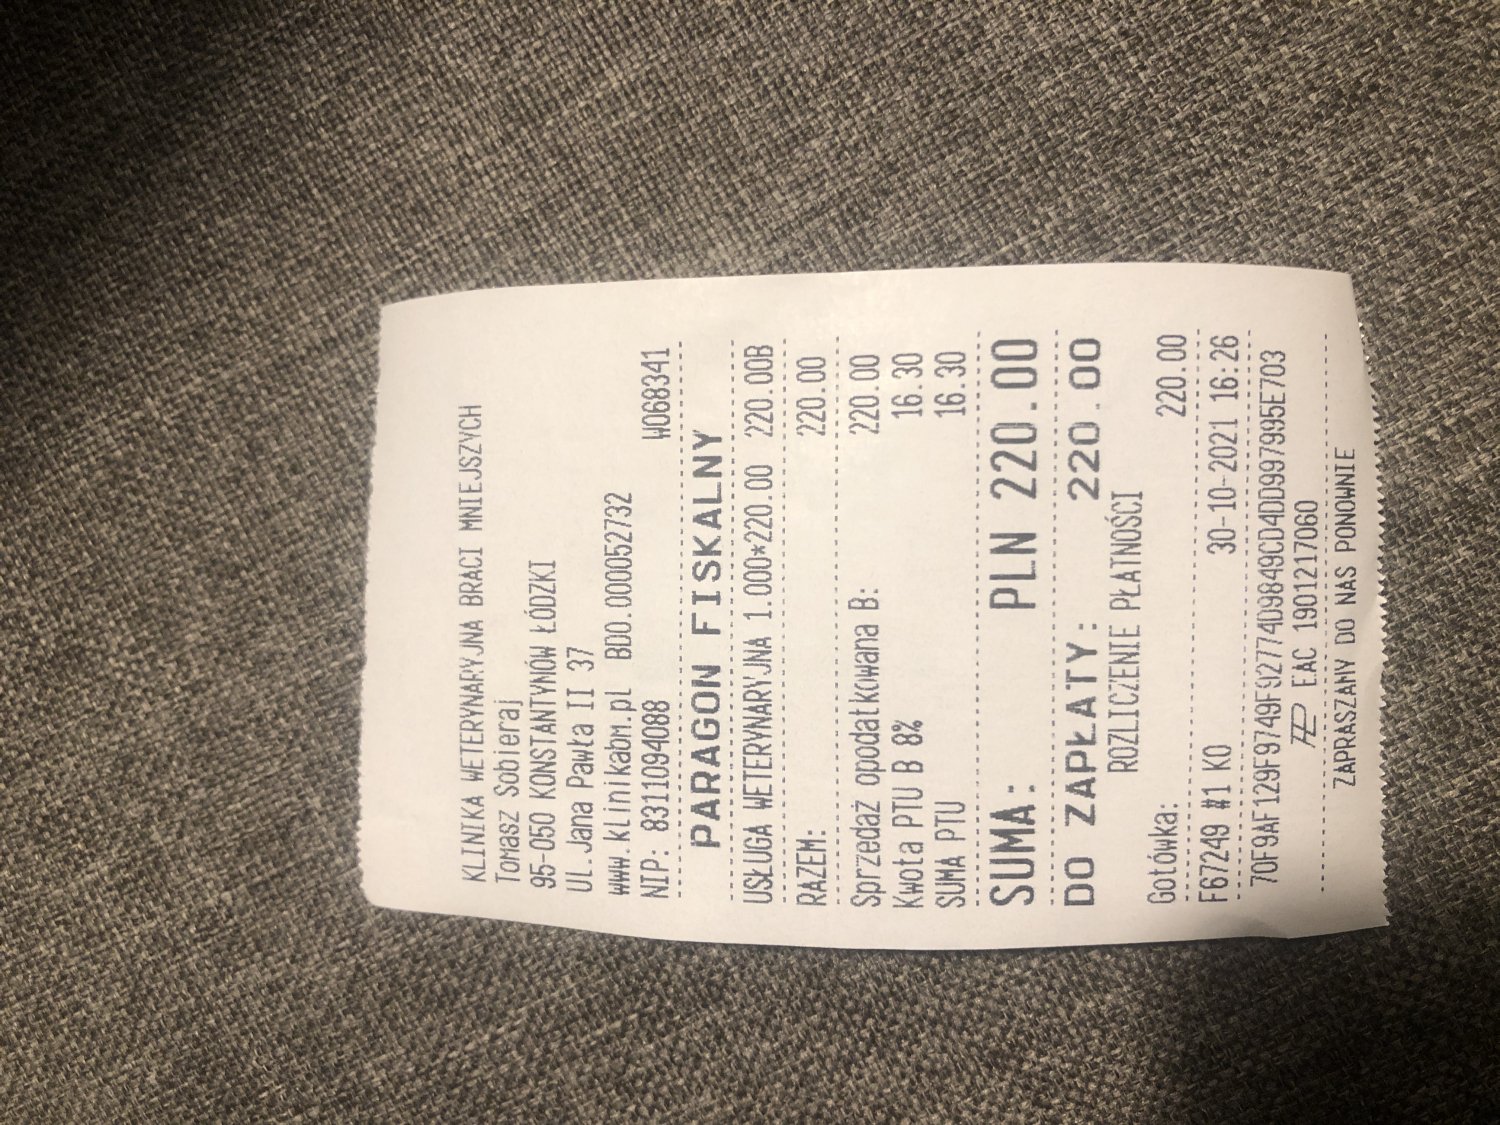 KLINIKA WETERYNARYJNA BRACI MNIEJSZYCH
Tomasz Sobieraj
95-050 KONSTANTYNÓW ŁÓDZKI
UL.Jana Pawła II 37
www klinikabm.pl BDO.000052732
NIP: 8311094088 W068341
PARAGON FISKALNY
USŁUGA WETERYNARYJNA 1.000*220.00 220.00B
RAZEM: 220.00
Sprzedaż opodatkowana B: 220.00
Kwota PTU B 8% 16.30
SUMA PTU 16.30
SUMA: PLN 220.00
DO ZAPŁATY: 220.00
ROZLICZENIE PŁATNOŚCI
Gotówka: 220.00
F67249 #1 KO 30-10-2021 16:26
70F9AF129F9749F92774D9849CD4DD997995E703
EAC 1901217060
ZAPRASZAMY DO NAS PONOWNIE